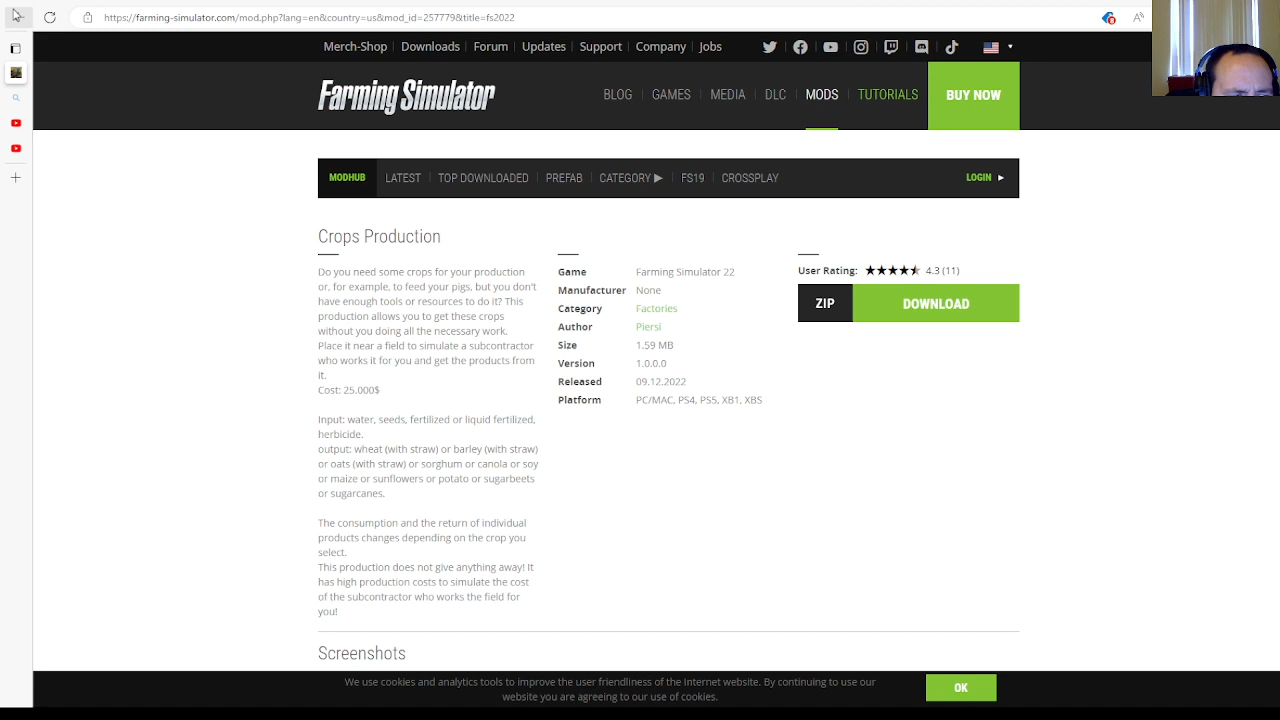 https://farming-simulator.com/mod.php?lang=en&country=us&mod_id=257779&title=fs2022
Merch-Shop Downloads Forum Updates Support Company Jobs
Farming Simulator BLOG GAMES MEDIA DLC MODS TUTORIALS BUY NOW
MODHUB LATEST TOP DOWNLOADED PREFAB CATEGORY ▶ FS19 CROSSPLAY LOGIN ▶
Crops Production
Do you need some crops for your production
or, for example, to feed your pigs, but you don't
have enough tools or resources to do it? This
production allows you to get these crops
without you doing all the necessary work.
Place it near a field to simulate a subcontractor
who works it for you and get the products from
it.
Cost: 25.000$
Input: water, seeds, fertilized or liquid fertilized,
herbicide.
output: wheat (with straw) or barley (with straw)
or oats (with straw) or sorghum or canola or soy
or maize or sunflowers or potato or sugarbeets
or sugarcanes.
The consumption and the return of individual
products changes depending on the crop you
select.
This production does not give anything away! It
has high production costs to simulate the cost
of the subcontractor who works the field for
you!
Game Farming Simulator 22
Manufacturer None
Category Factories
Author Piersi
Size 1.59 MB
Version 1.0.0.0
Released 09.12.2022
Platform PC/MAC, PS4, PS5, XB1, XBS
User Rating: 4.3 (11)
ZIP DOWNLOAD
Screenshots
We use cookies and analytics tools to improve the user friendliness of the Internet website. By continuing to use our
website you are agreeing to our use of cookies.
OK